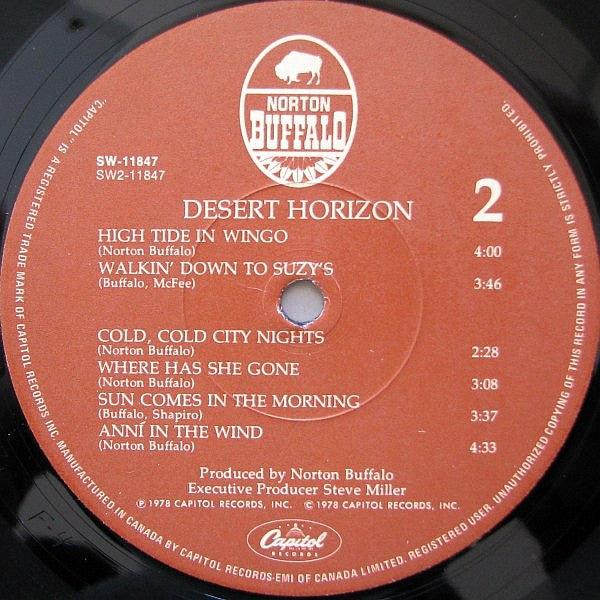 NORTON
BUFFALO
SW-11847
SW2-11847
2
DESERT HORIZON
HIGH TIDE IN WINGO
(Norton Buffalo) 4:00
WALKIN' DOWN TO SUZY'S
(Buffalo, McFee) 3:46
COLD, COLD CITY NIGHTS
(Norton Buffalo) 2:28
WHERE HAS SHE GONE
(Norton Buffalo) 3:08
SUN COMES IN THE MORNING
(Buffalo, Shapiro) 3:37
ANNÍ IN THE WIND
(Norton Buffalo) 4:33
Produced by Norton Buffalo
Executive Producer Steve Miller
℗ 1978 CAPITOL RECORDS, INC. © 1978 CAPITOL RECORDS, INC.
Capitol
RECORDS
"CAPITOL" IS A REGISTERED TRADE MARK OF CAPITOL RECORDS INC MANUFACTURED IN CANADA BY CAPITOL RECORDS-EMI OF CANADA LIMITED. REGISTERED USER. UNAUTHORIZED COPYING OF THIS RECORD IN ANY FORM IS STRICTLY PROHIBITED.